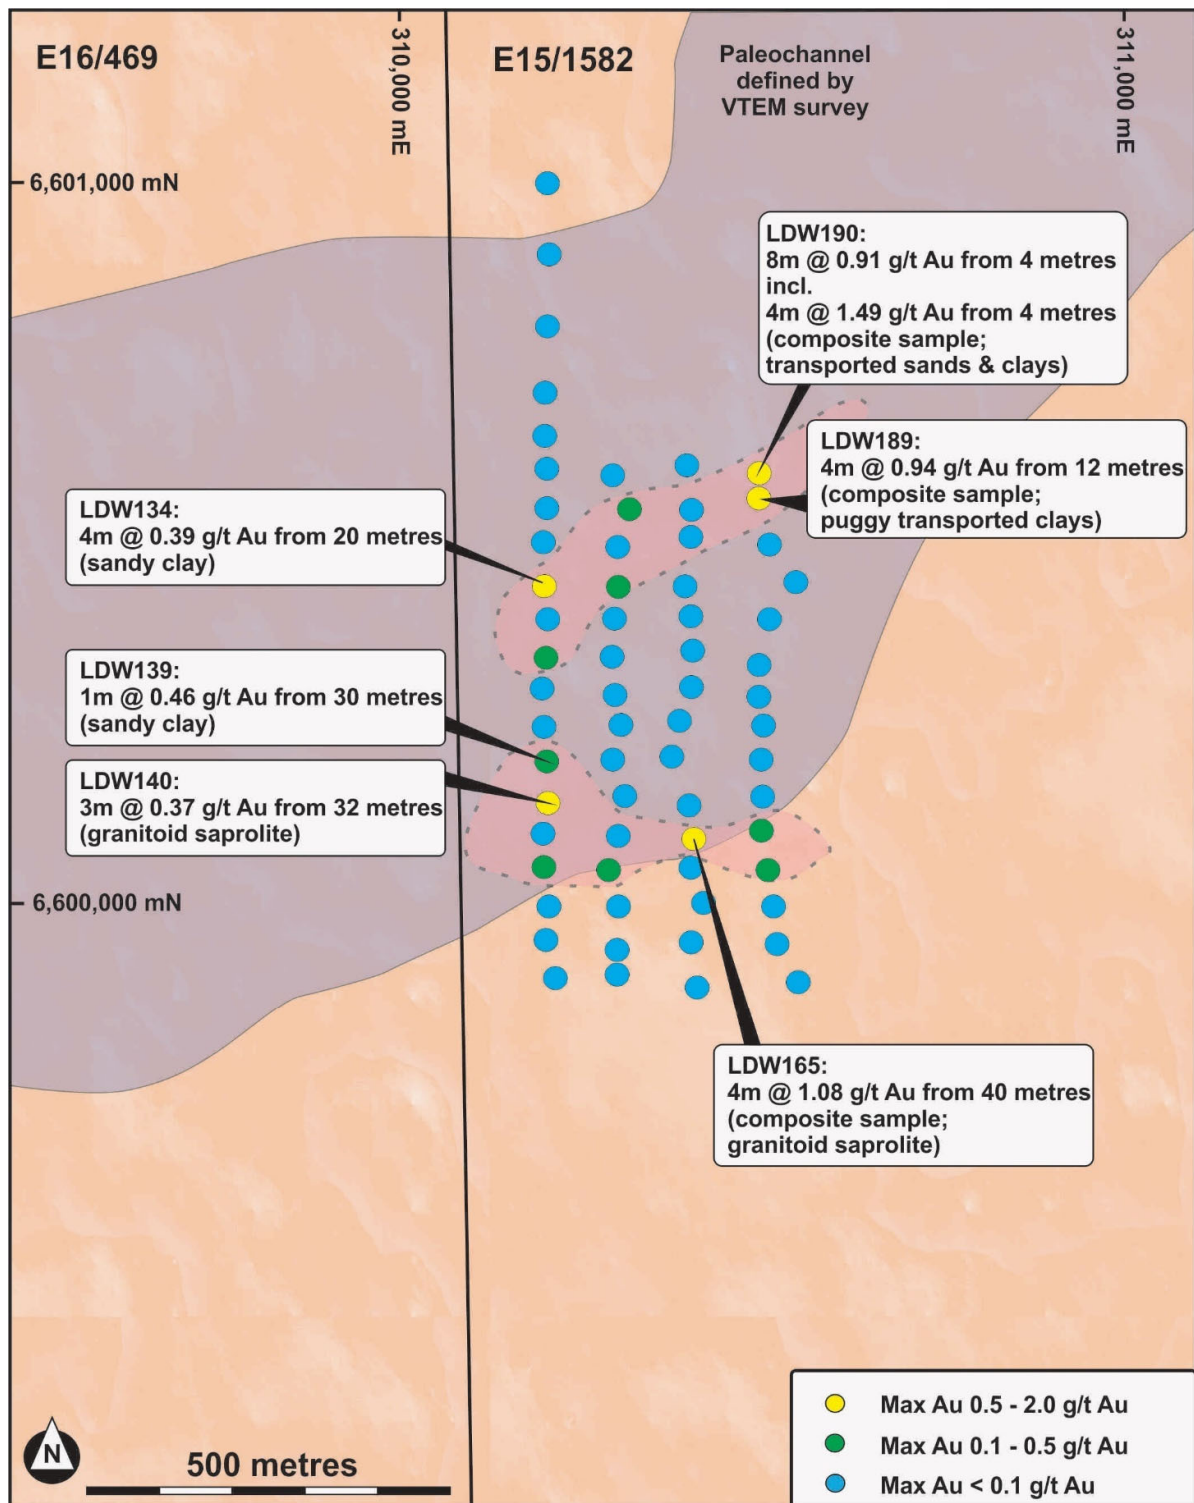 E16/469
310,000 mE
E15/1582
Paleochannel
defined by
VTEM survey
311,000 mE
6,601,000 mN
LDW190:
8m @ 0.91 g/t Au from 4 metres
incl.
4m @ 1.49 g/t Au from 4 metres
(composite sample;
transported sands & clays)
LDW189:
4m @ 0.94 g/t Au from 12 metres
(composite sample;
puggy transported clays)
LDW134:
4m @ 0.39 g/t Au from 20 metres
(sandy clay)
LDW139:
1m @ 0.46 g/t Au from 30 metres
(sandy clay)
LDW140:
3m @ 0.37 g/t Au from 32 metres
(granitoid saprolite)
6,600,000 mN
LDW165:
4m @ 1.08 g/t Au from 40 metres
(composite sample;
granitoid saprolite)
N
500 metres
Max Au 0.5 - 2.0 g/t Au
Max Au 0.1 - 0.5 g/t Au
Max Au < 0.1 g/t Au